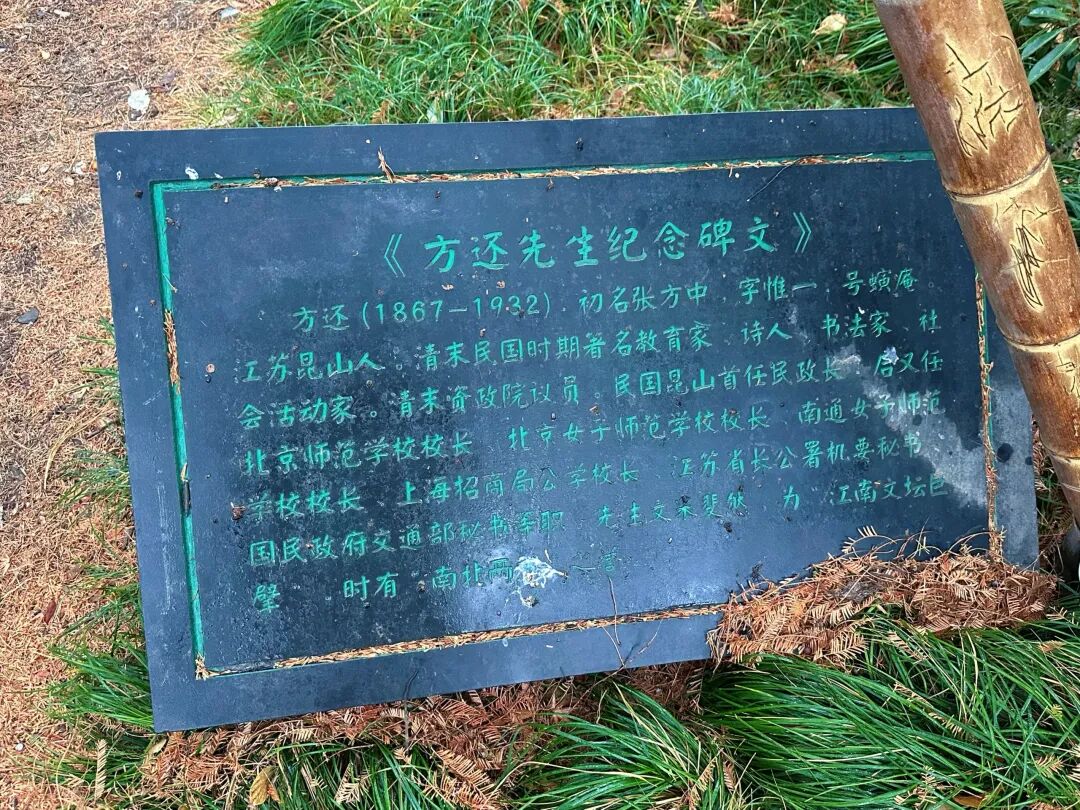 《方还先生纪念碑文》
方还(1867—1932)，初名张方中，字惟一，号螾庵。
江苏昆山人。清末民国时期著名教育家、诗人、书法家、社
会活动家。清末资政院议员。民国昆山首任民政长，后又任
北京师范学校校长、北京女子师范学校校长、南通女子师范
学校校长、上海招商局公学校长、江苏省长公署机要秘书、
国民政府交通部秘书等职。先生文采斐然，为 江南文坛巨
擘 时有 南北两